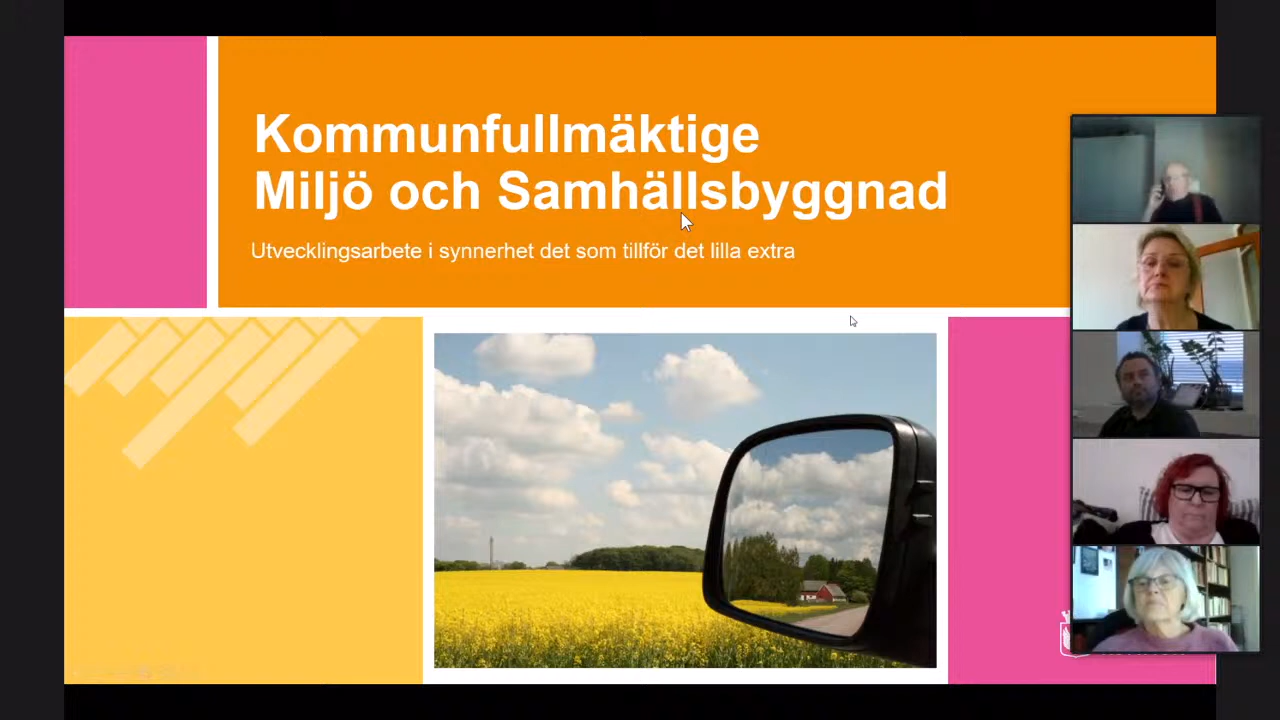 Kommunfullmäktige
Miljö och Samhällsbyggnad
Utvecklingsarbete i synnerhet det som tillför det lilla extra